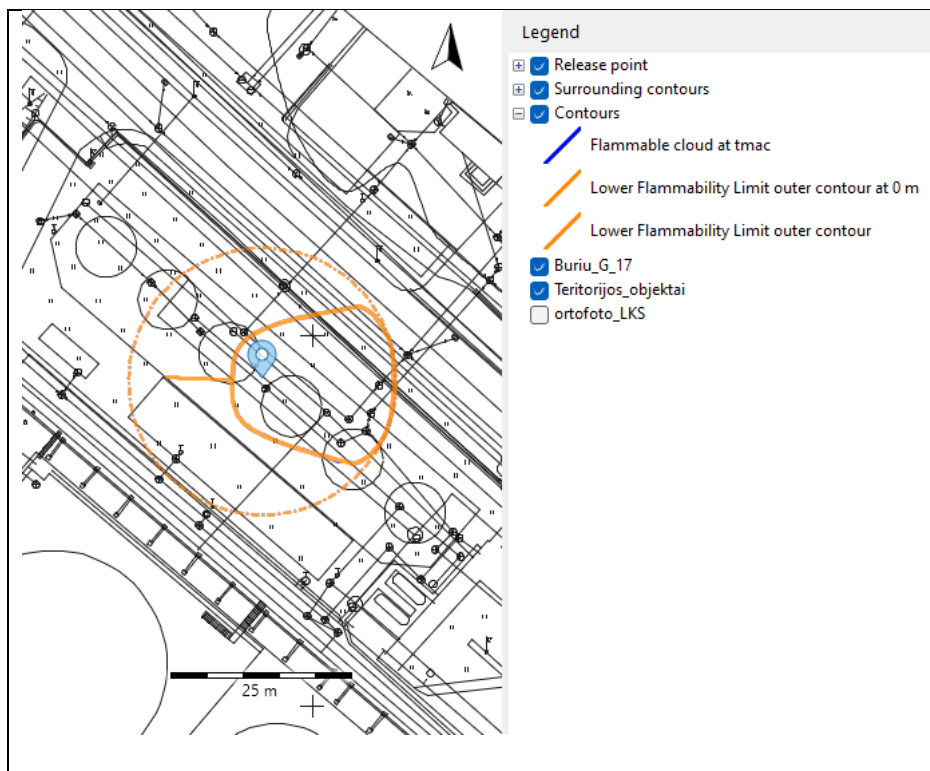 Legend
Release point
Surrounding contours
Contours
Flammable cloud at tmac
Lower Flammability Limit outer contour at 0 m
Lower Flammability Limit outer contour
Buriu_G_17
Teritorijos_objektai
ortofoto_LKS
25 m